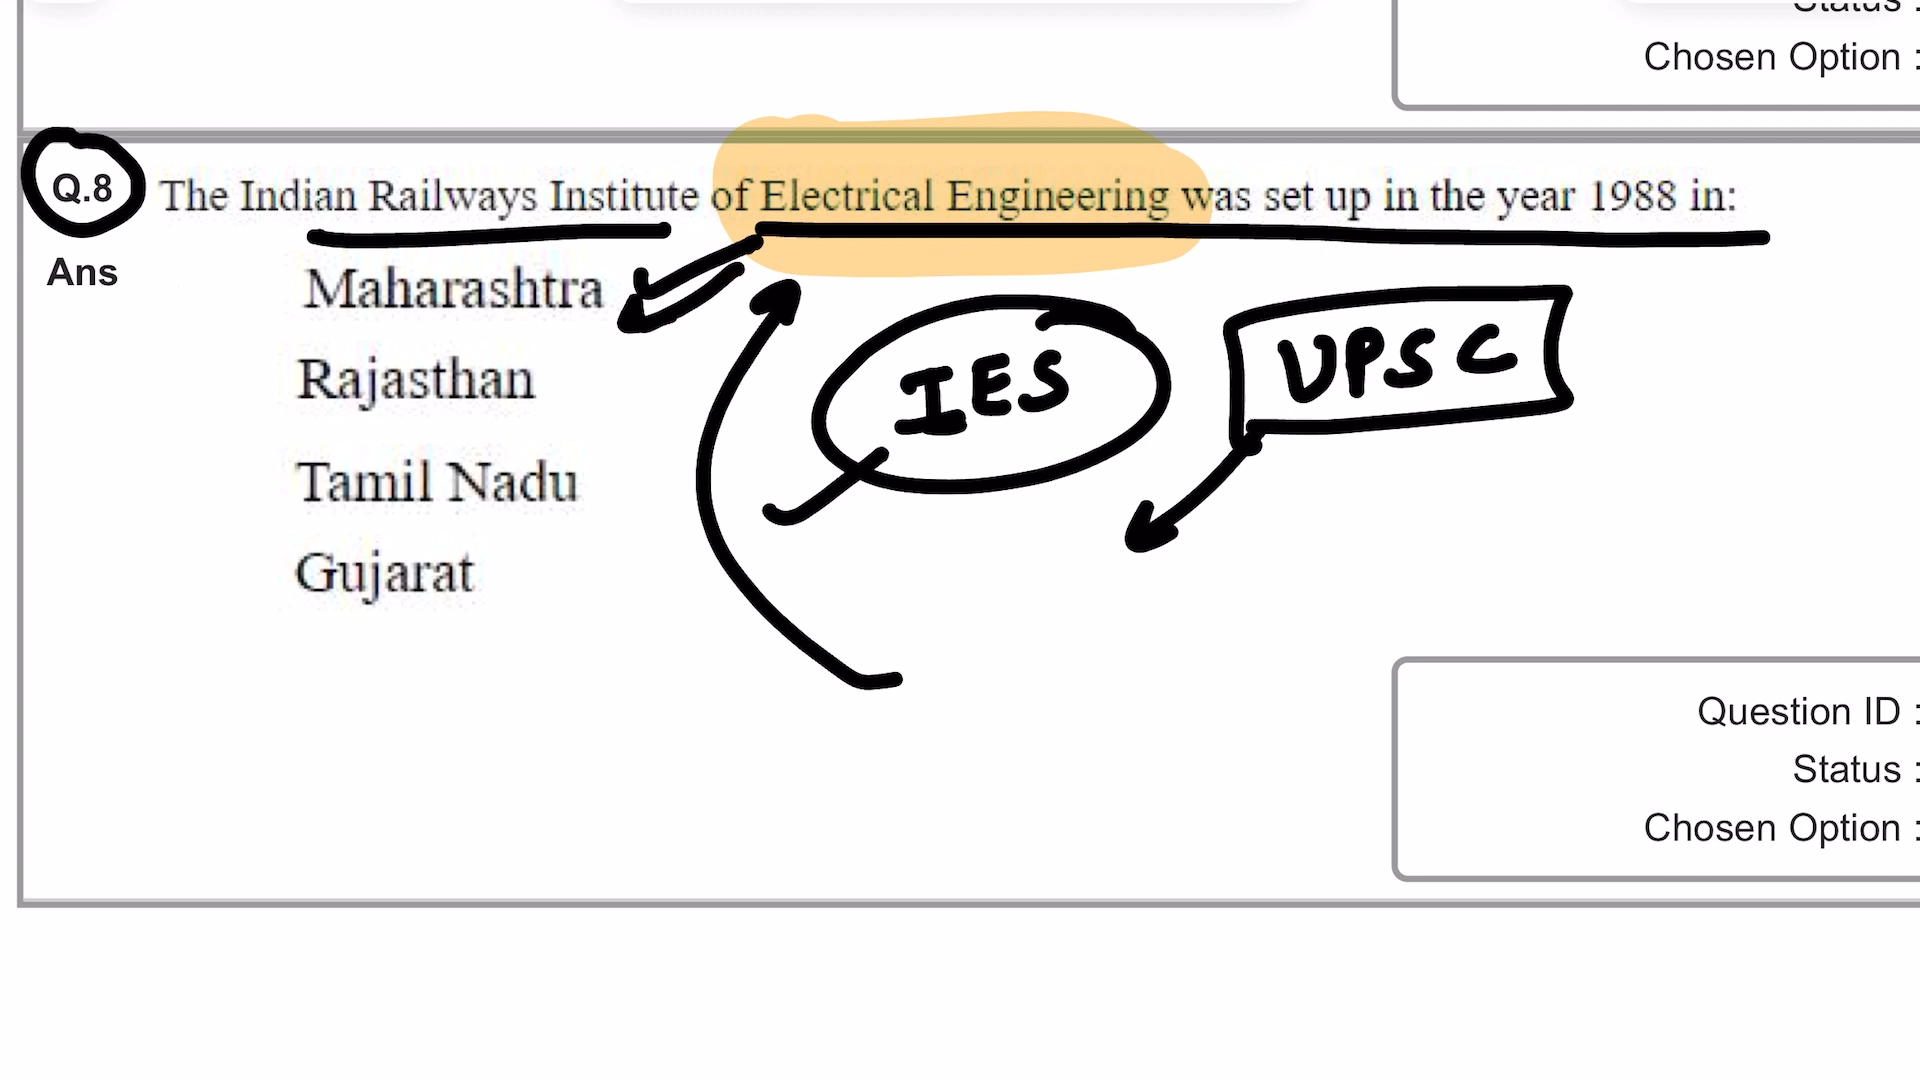 Status :
Chosen Option :
Q.8 The Indian Railways Institute of Electrical Engineering was set up in the year 1988 in:
Ans
Maharashtra
Rajasthan
Tamil Nadu
Gujarat
IES
UPSC
Question ID :
Status :
Chosen Option :